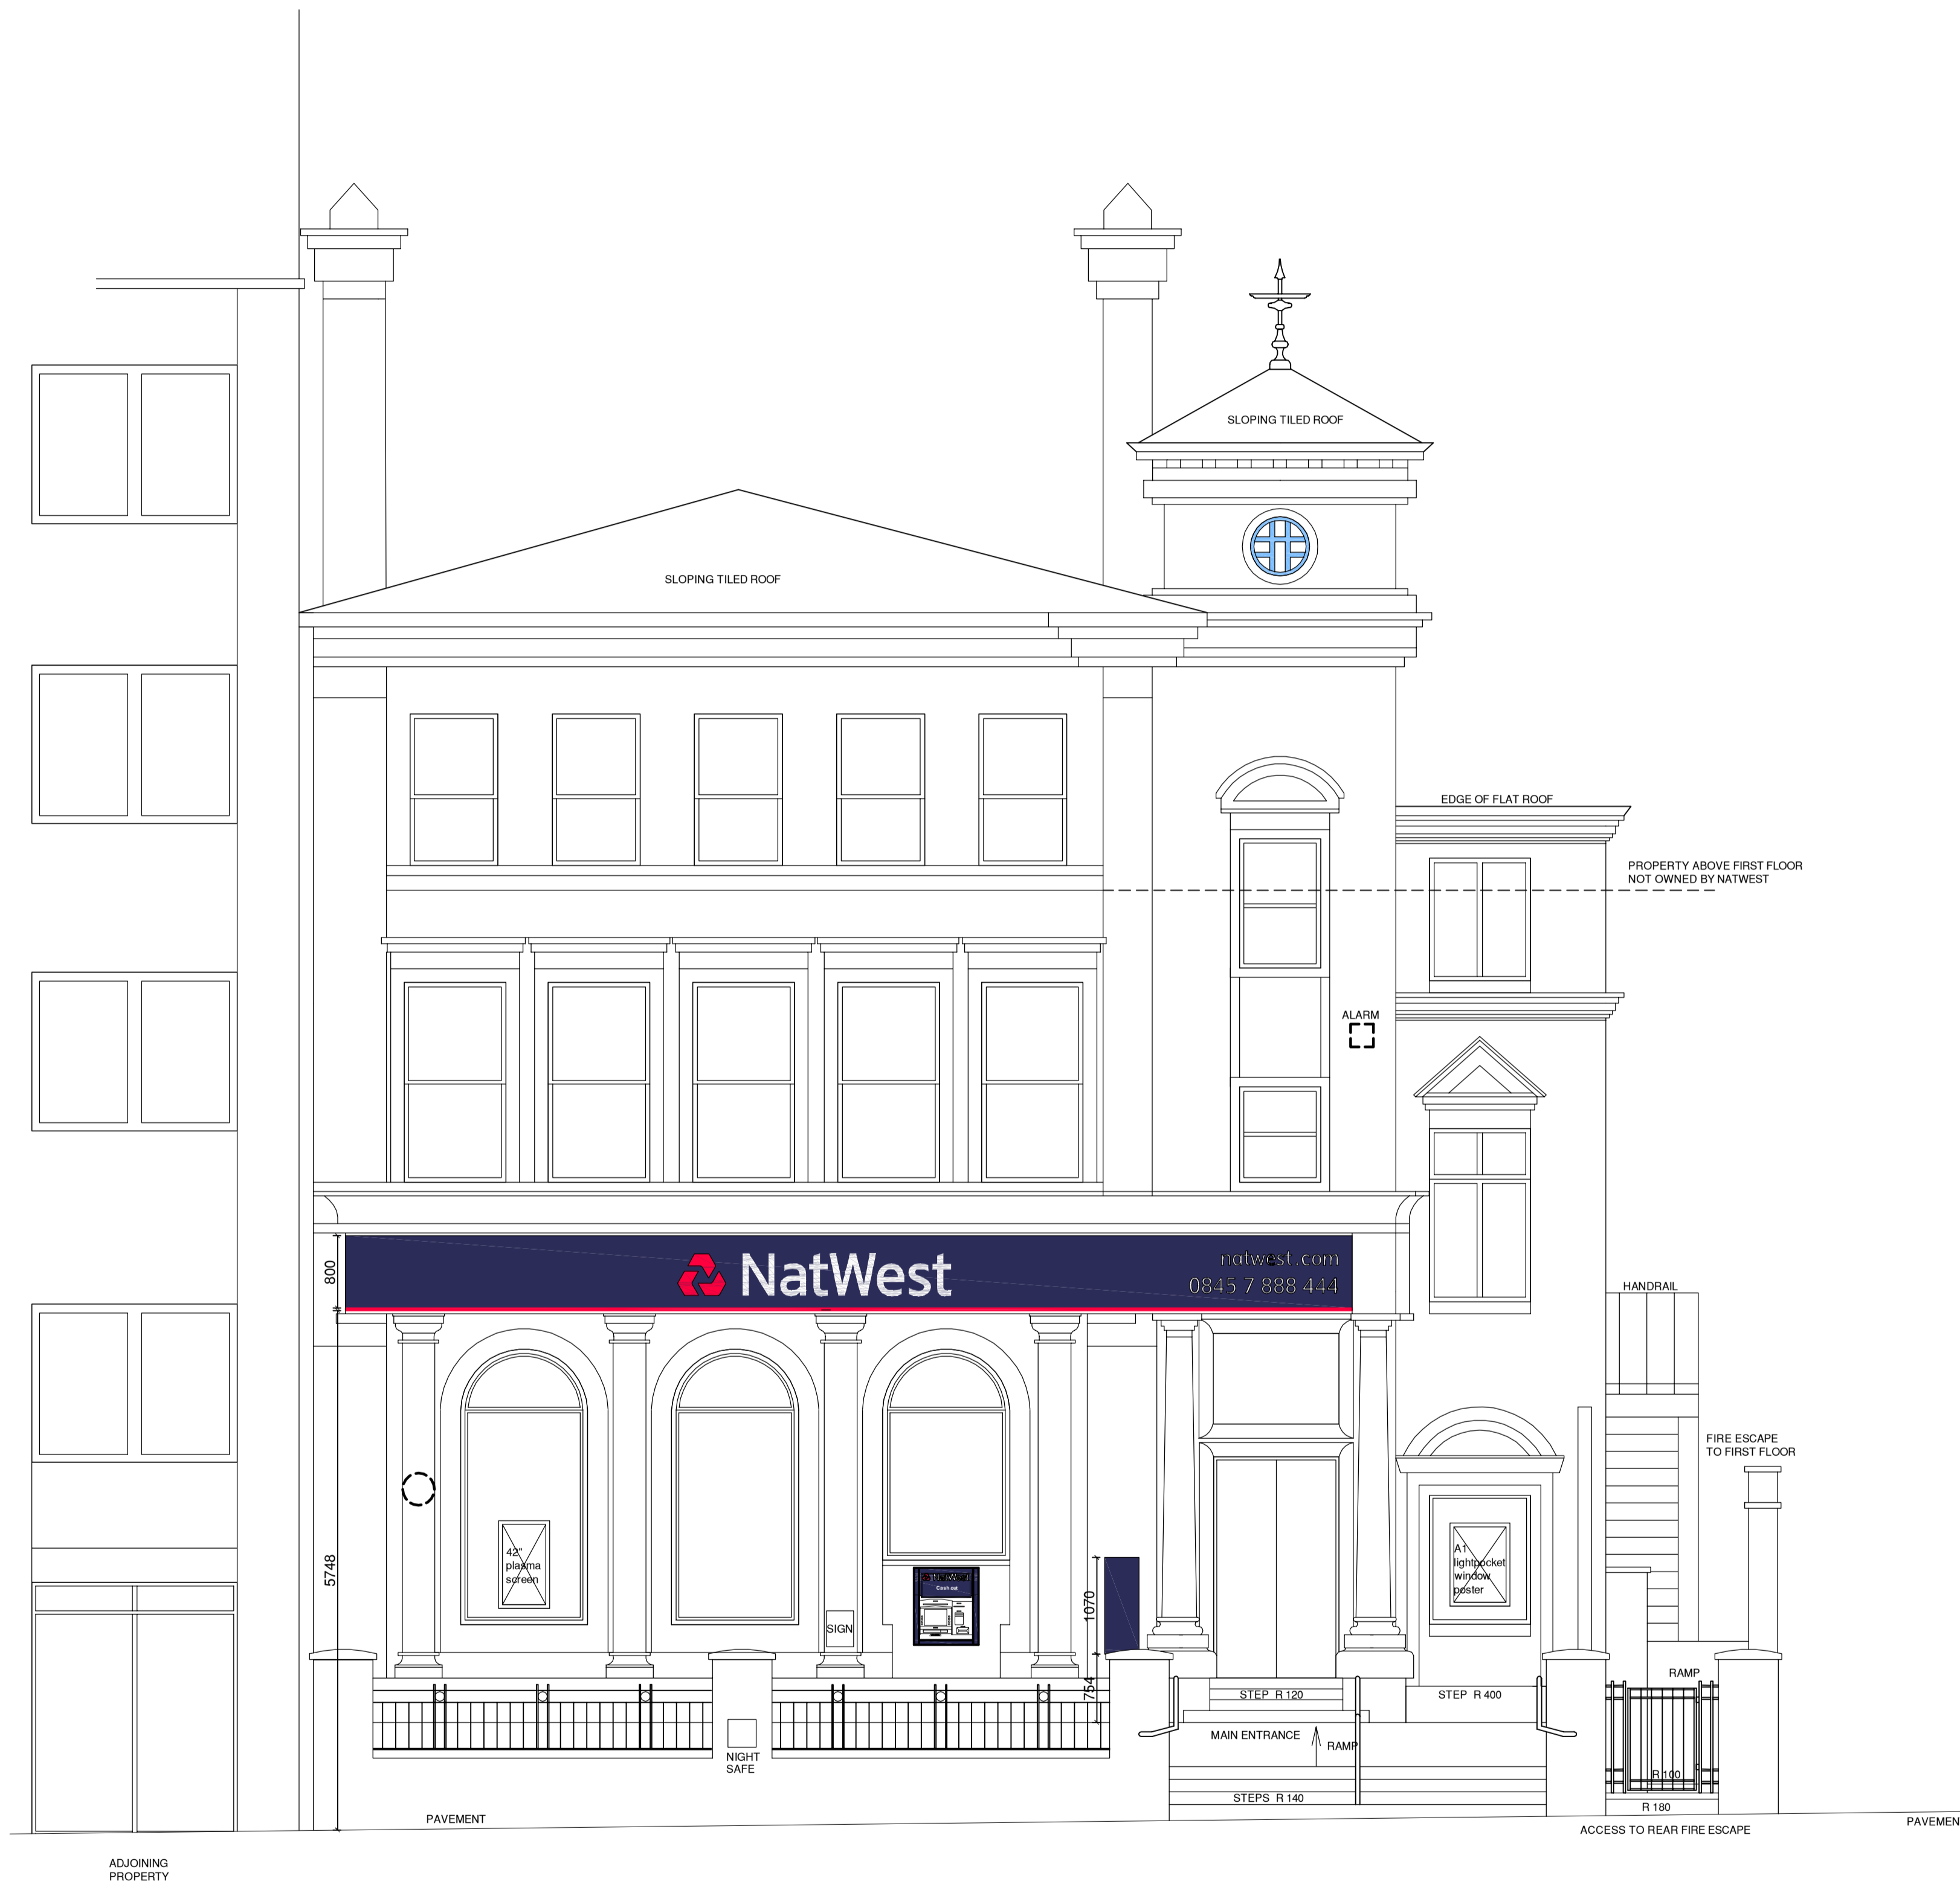 SLOPING TILED ROOF
SLOPING TILED ROOF
EDGE OF FLAT ROOF
PROPERTY ABOVE FIRST FLOOR
NOT OWNED BY NATWEST
ALARM
800
NatWest
natwest.com
0845 7 888 444
HANDRAIL
FIRE ESCAPE
TO FIRST FLOOR
5748
42"
plasma
screen
SIGN
NatWest
Cash out
1070
754
A1
lightpocket
window
poster
STEP R 120
STEP R 400
RAMP
MAIN ENTRANCE
RAMP
NIGHT
SAFE
R 100
STEPS R 140
R 180
PAVEMENT
ACCESS TO REAR FIRE ESCAPE
PAVEMEN
ADJOINING
PROPERTY